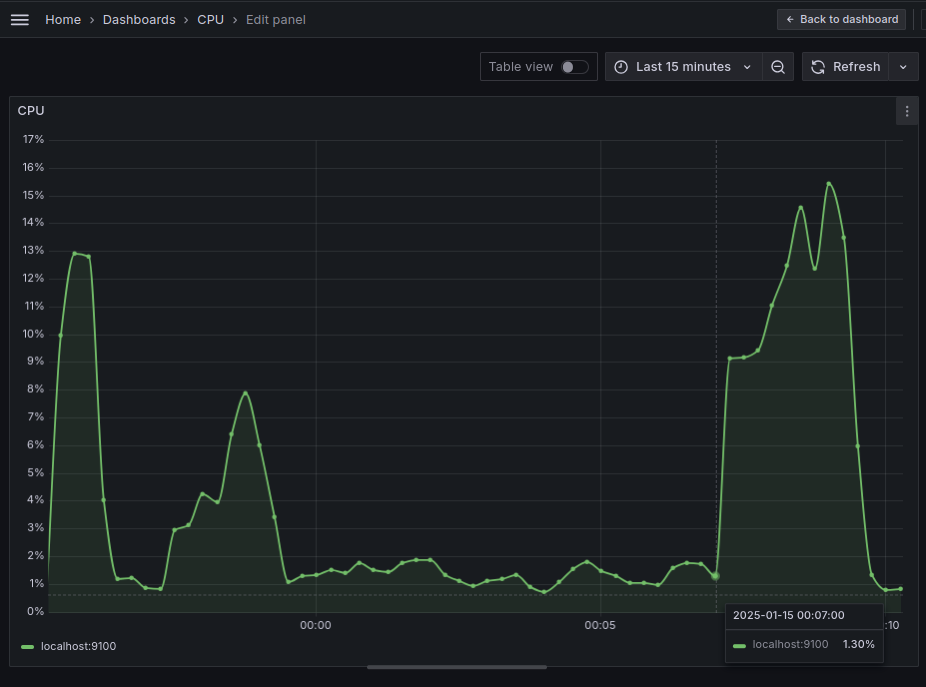 Home › Dashboards › CPU › Edit panel
← Back to dashboard
Table view
Last 15 minutes
Refresh
CPU
17%
16%
15%
14%
13%
12%
11%
10%
9%
8%
7%
6%
5%
4%
3%
2%
1%
0%
00:00
00:05
:10
2025-01-15 00:07:00
localhost:9100 1.30%
localhost:9100